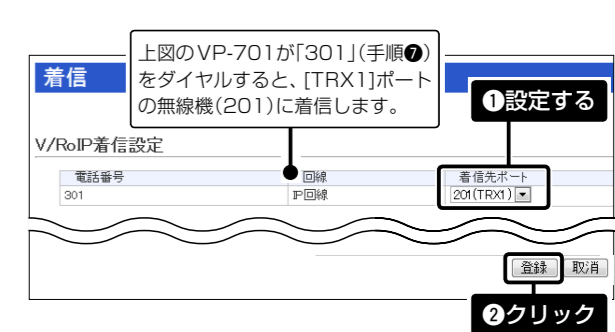 上図のVP-701が「301」(手順❼)
をダイヤルすると、[TRX1]ポート
の無線機(201)に着信します。
着信
❶設定する
V/RoIP着信設定
電話番号 回線 着信先ポート
301 IP回線 201(TRX1)
登録 取消
❷クリック